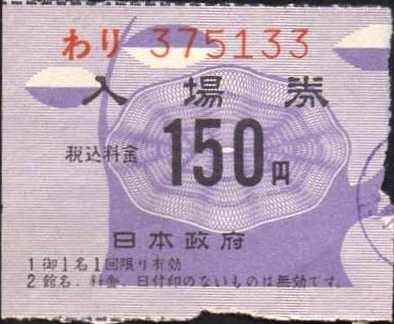 わり 375133
入場券
税込料金 150円
日本政府
1 御1名1回限り有効
2 館名、料金、日付印のないものは無効です。